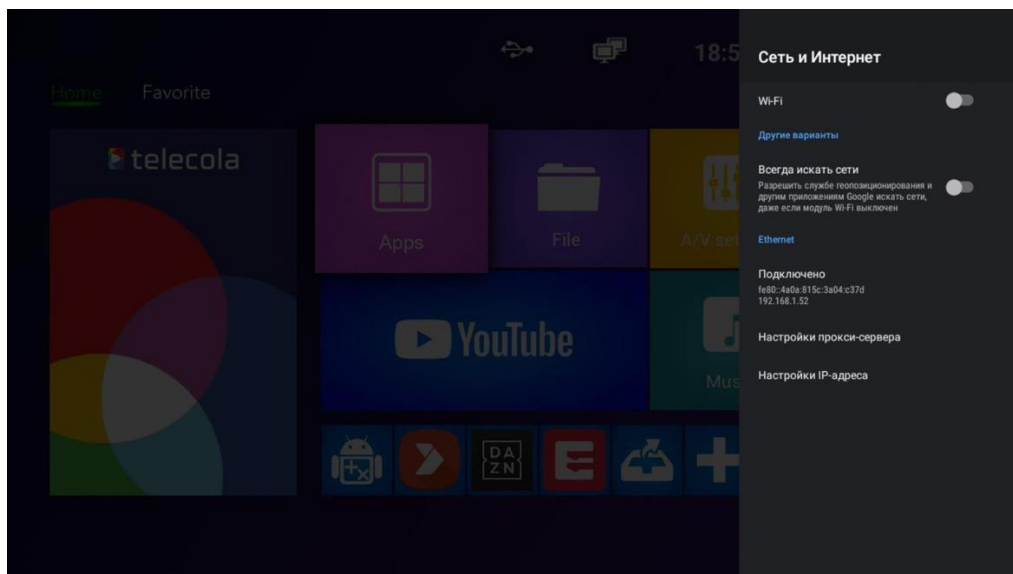 18:5
Home
Favorite
telecola
Apps
File
A/V set
YouTube
Mus
DA
ZN
Сеть и Интернет
Wi-Fi
Другие варианты
Всегда искать сети
Разрешить службе геопозиционирования и
другим приложениям Google искать сети,
даже если модуль Wi-Fi выключен
Ethernet
Подключено
fe80::4a0a:815c:3a04:c37d
192.168.1.52
Настройки прокси-сервера
Настройки IP-адреса